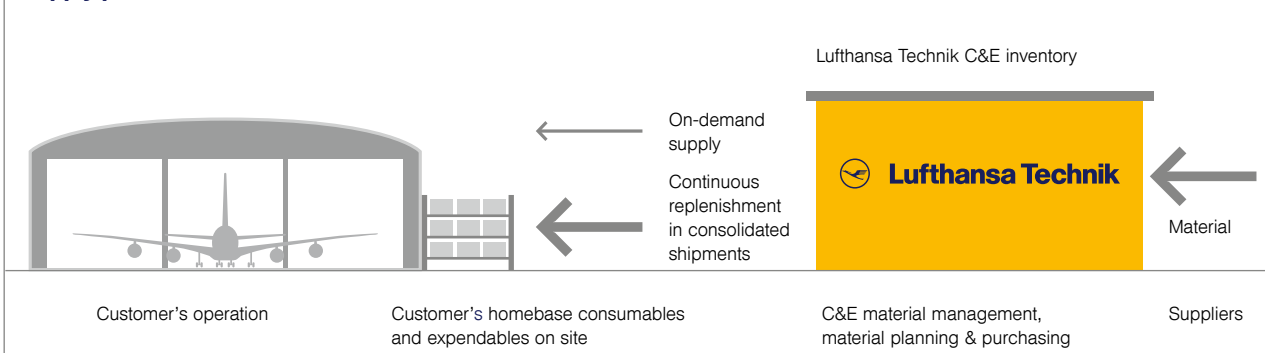 Lufthansa Technik C&E inventory
On-demand
supply
Continuous
replenishment
in consolidated
shipments
Lufthansa Technik
Material
Customer's operation
Customer's homebase consumables
and expendables on site
C&E material management,
material planning & purchasing
Suppliers